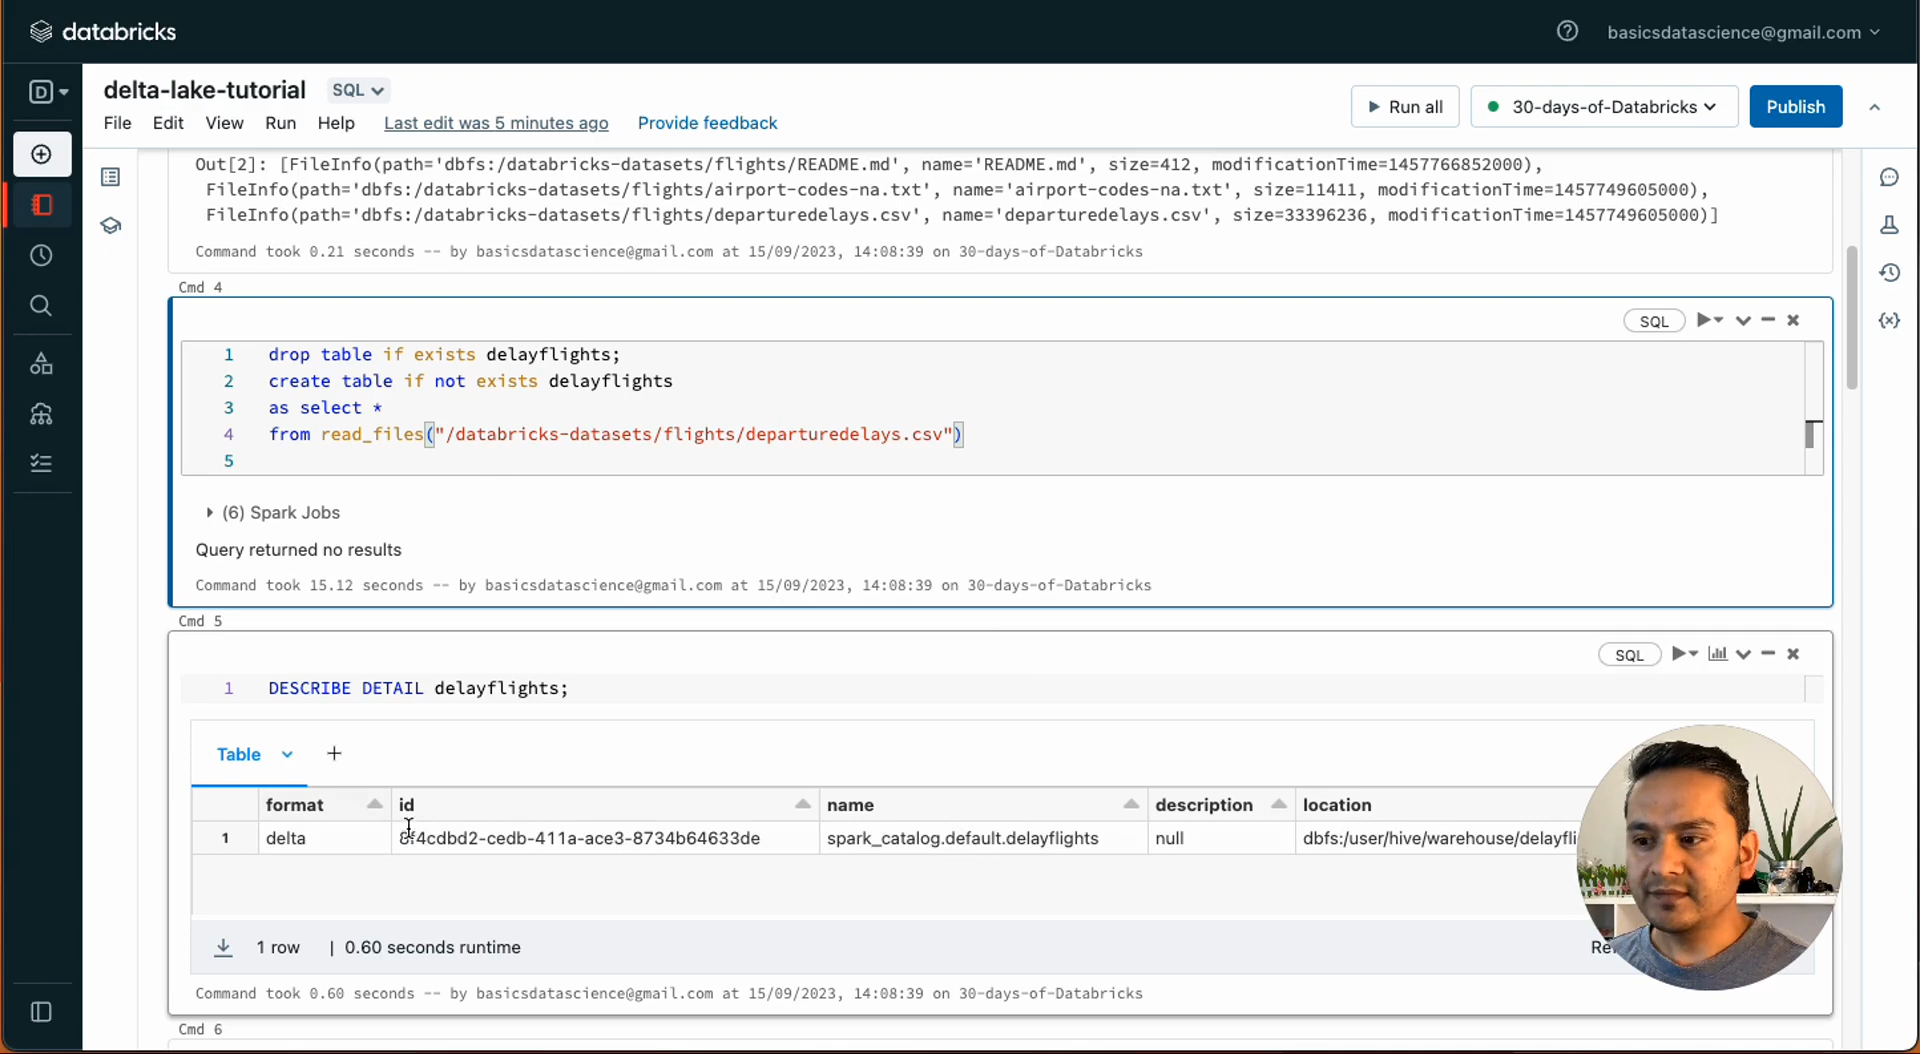 databricks
basicsdatascience@gmail.com
D
delta-lake-tutorial SQL
File Edit View Run Help Last edit was 5 minutes ago Provide feedback
Run all 30-days-of-Databricks Publish
Out[2]: [FileInfo(path='dbfs:/databricks-datasets/flights/README.md', name='README.md', size=412, modificationTime=1457766852000),
FileInfo(path='dbfs:/databricks-datasets/flights/airport-codes-na.txt', name='airport-codes-na.txt', size=11411, modificationTime=1457749605000),
FileInfo(path='dbfs:/databricks-datasets/flights/departuredelays.csv', name='departuredelays.csv', size=33396236, modificationTime=1457749605000)]
Command took 0.21 seconds -- by basicsdatascience@gmail.com at 15/09/2023, 14:08:39 on 30-days-of-Databricks
Cmd 4
SQL
1 drop table if exists delayflights;
2 create table if not exists delayflights
3 as select *
4 from read_files("/databricks-datasets/flights/departuredelays.csv")
5
(6) Spark Jobs
Query returned no results
Command took 15.12 seconds -- by basicsdatascience@gmail.com at 15/09/2023, 14:08:39 on 30-days-of-Databricks
Cmd 5
SQL
1 DESCRIBE DETAIL delayflights;
Table +
format id name description location
1 delta 8f4cdbd2-cedb-411a-ace3-8734b64633de spark_catalog.default.delayflights null dbfs:/user/hive/warehouse/delayfli
1 row | 0.60 seconds runtime
Command took 0.60 seconds -- by basicsdatascience@gmail.com at 15/09/2023, 14:08:39 on 30-days-of-Databricks
Cmd 6